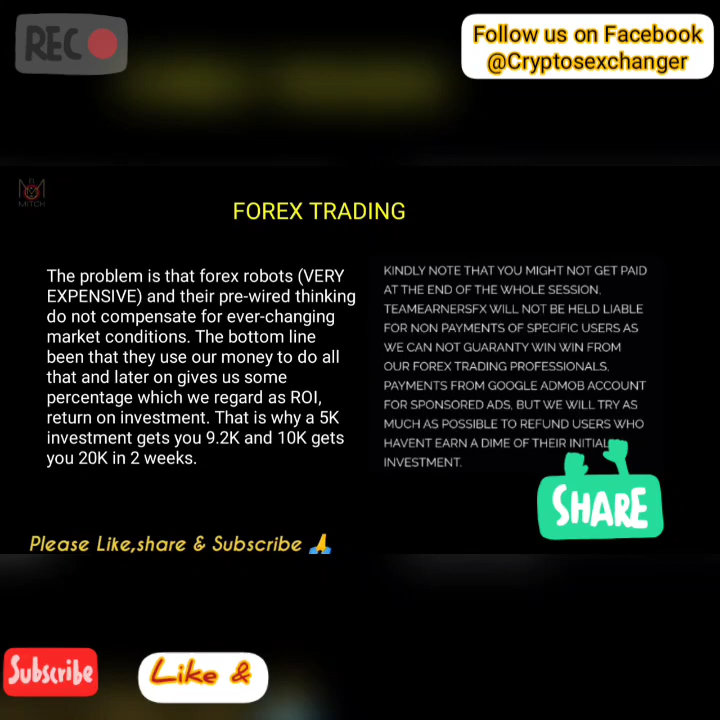 REC
Follow us on Facebook
@Cryptosexchanger
MITCH
FOREX TRADING
The problem is that forex robots (VERY
EXPENSIVE) and their pre-wired thinking
do not compensate for ever-changing
market conditions. The bottom line
been that they use our money to do all
that and later on gives us some
percentage which we regard as ROI,
return on investment. That is why a 5K
investment gets you 9.2K and 10K gets
you 20K in 2 weeks.
KINDLY NOTE THAT YOU MIGHT NOT GET PAID
AT THE END OF THE WHOLE SESSION,
TEAMEARNERSFX WILL NOT BE HELD LIABLE
FOR NON PAYMENTS OF SPECIFIC USERS AS
WE CAN NOT GUARANTY WIN WIN FROM
OUR FOREX TRADING PROFESSIONALS,
PAYMENTS FROM GOOGLE ADMOB ACCOUNT
FOR SPONSORED ADS, BUT WE WILL TRY AS
MUCH AS POSSIBLE TO REFUND USERS WHO
HAVENT EARN A DIME OF THEIR INITIAL
INVESTMENT.
SHARE
Please Like,share & Subscribe 🙏
Subscribe
Like &